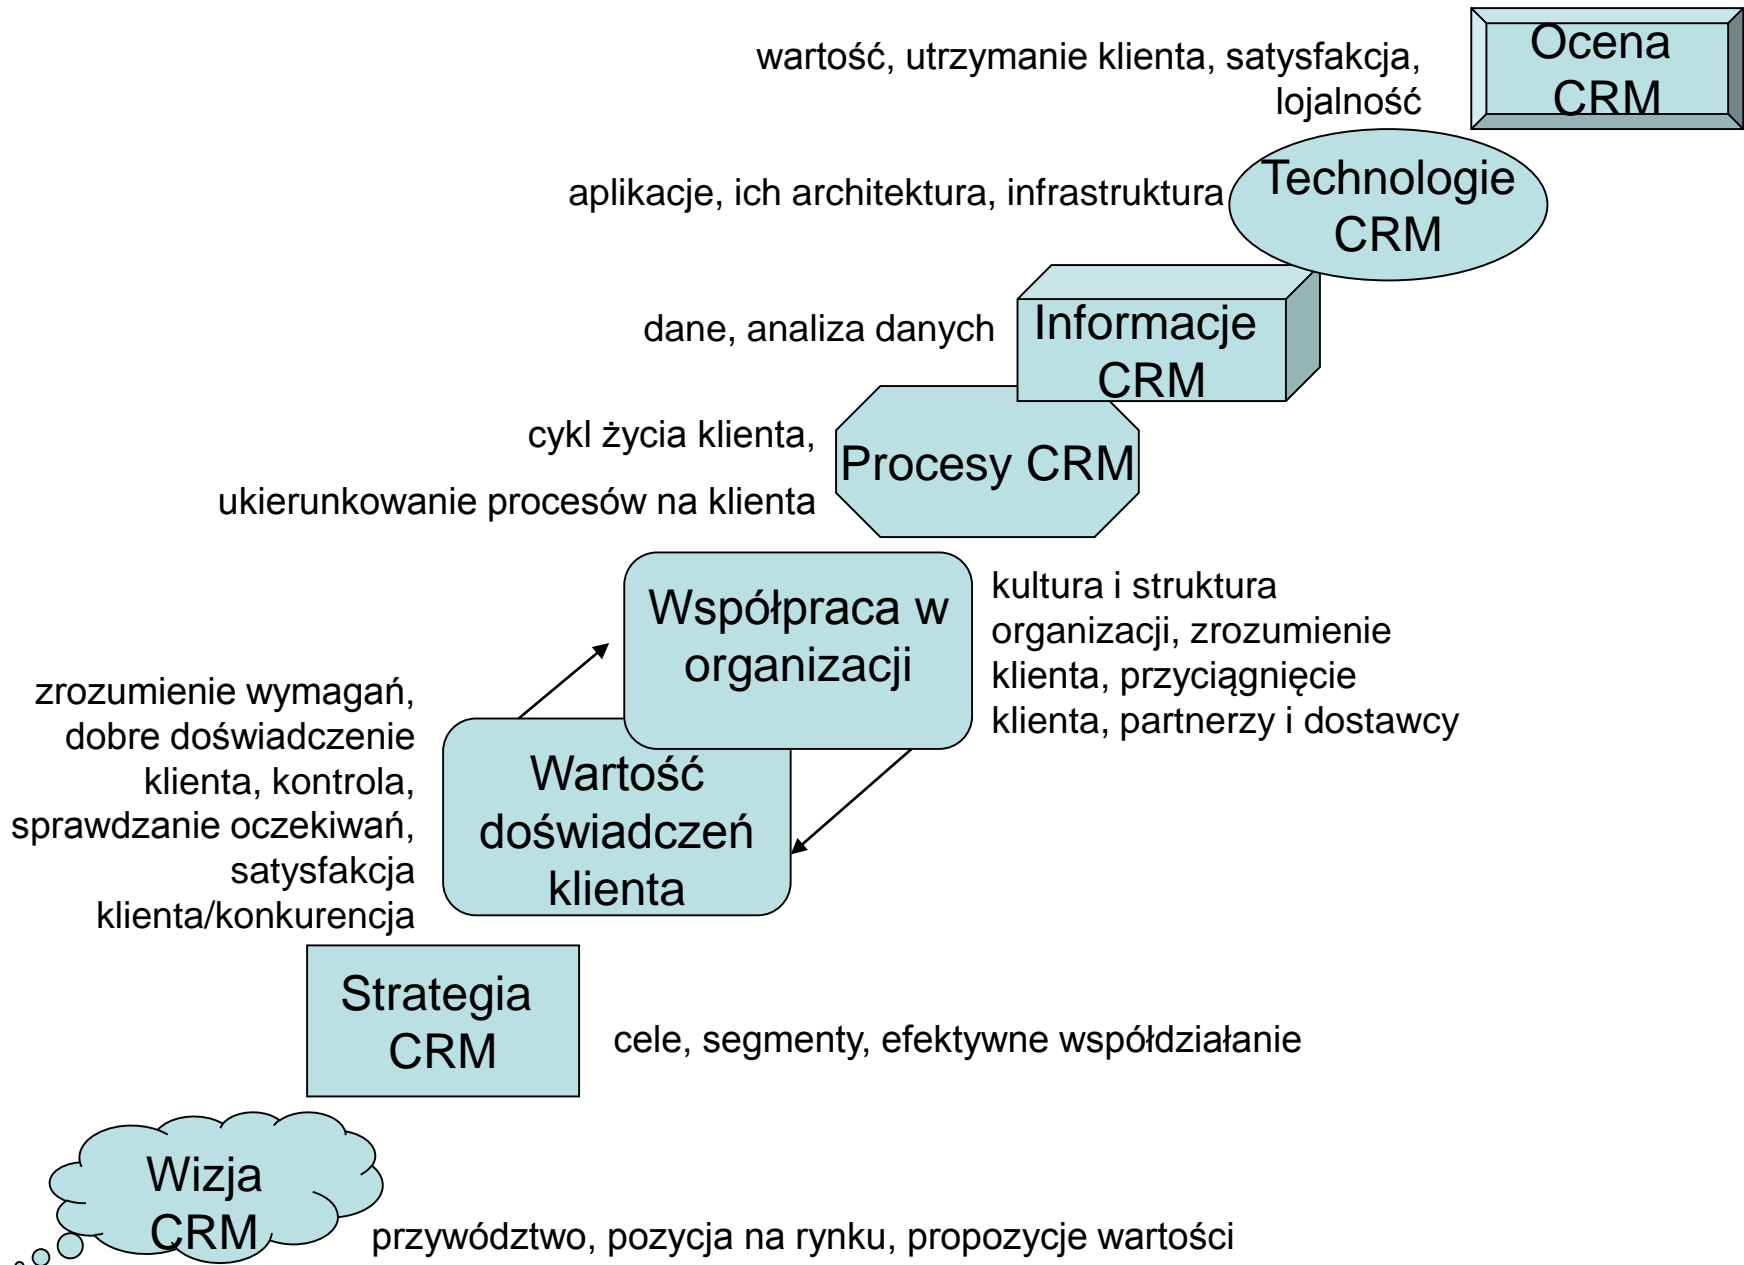 wartość, utrzymanie klienta, satysfakcja,
lojalność
Ocena
CRM
aplikacje, ich architektura, infrastruktura
Technologie
CRM
dane, analiza danych
Informacje
CRM
cykl życia klienta,
ukierunkowanie procesów na klienta
Procesy CRM
Współpraca w
organizacji
kultura i struktura
organizacji, zrozumienie
klienta, przyciągnięcie
klienta, partnerzy i dostawcy
zrozumienie wymagań,
dobre doświadczenie
klienta, kontrola,
sprawdzanie oczekiwań,
satysfakcja
klienta/konkurencja
Wartość
doświadczeń
klienta
Strategia
CRM
cele, segmenty, efektywne współdziałanie
Wizja
CRM
przywództwo, pozycja na rynku, propozycje wartości